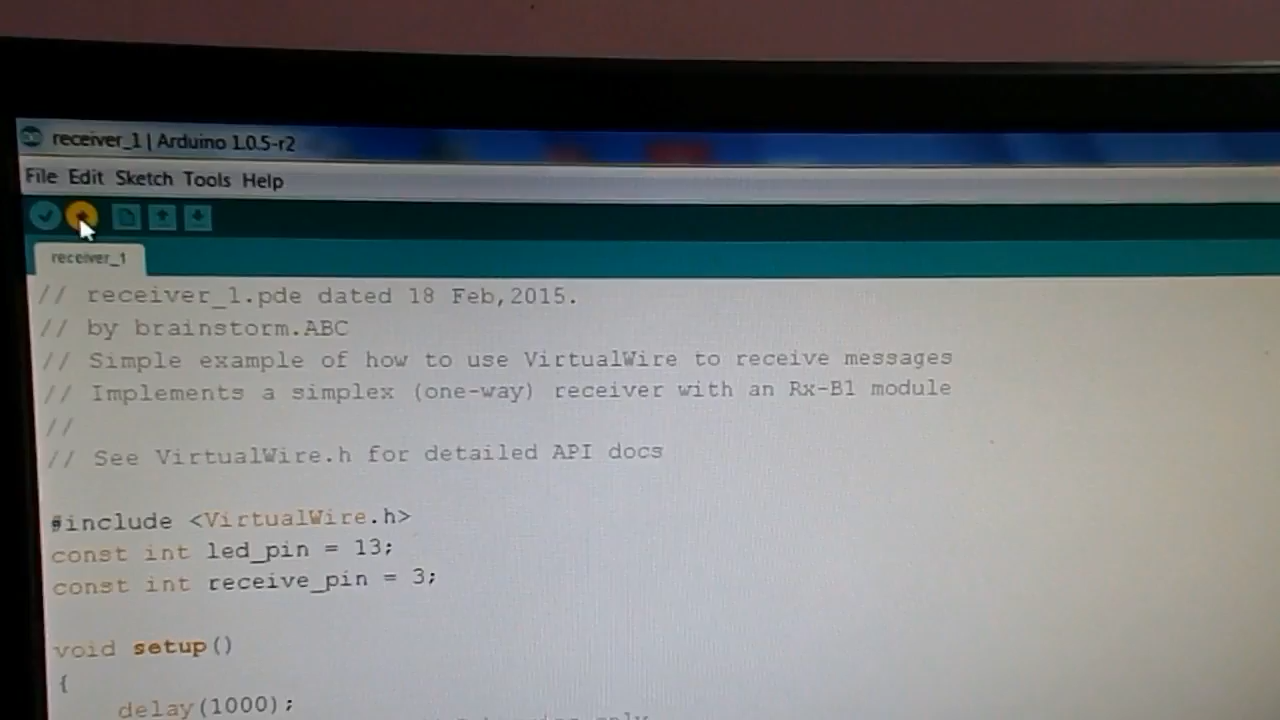 receiver_1 | Arduino 1.0.5-r2
File Edit Sketch Tools Help
receiver_1
// receiver_1.pde dated 18 Feb,2015.
// by brainstorm.ABC
// Simple example of how to use VirtualWire to receive messages
// Implements a simplex (one-way) receiver with an Rx-B1 module
//
// See VirtualWire.h for detailed API docs
#include <VirtualWire.h>
const int led_pin = 13;
const int receive_pin = 3;
void setup()
{
delay(1000);
only